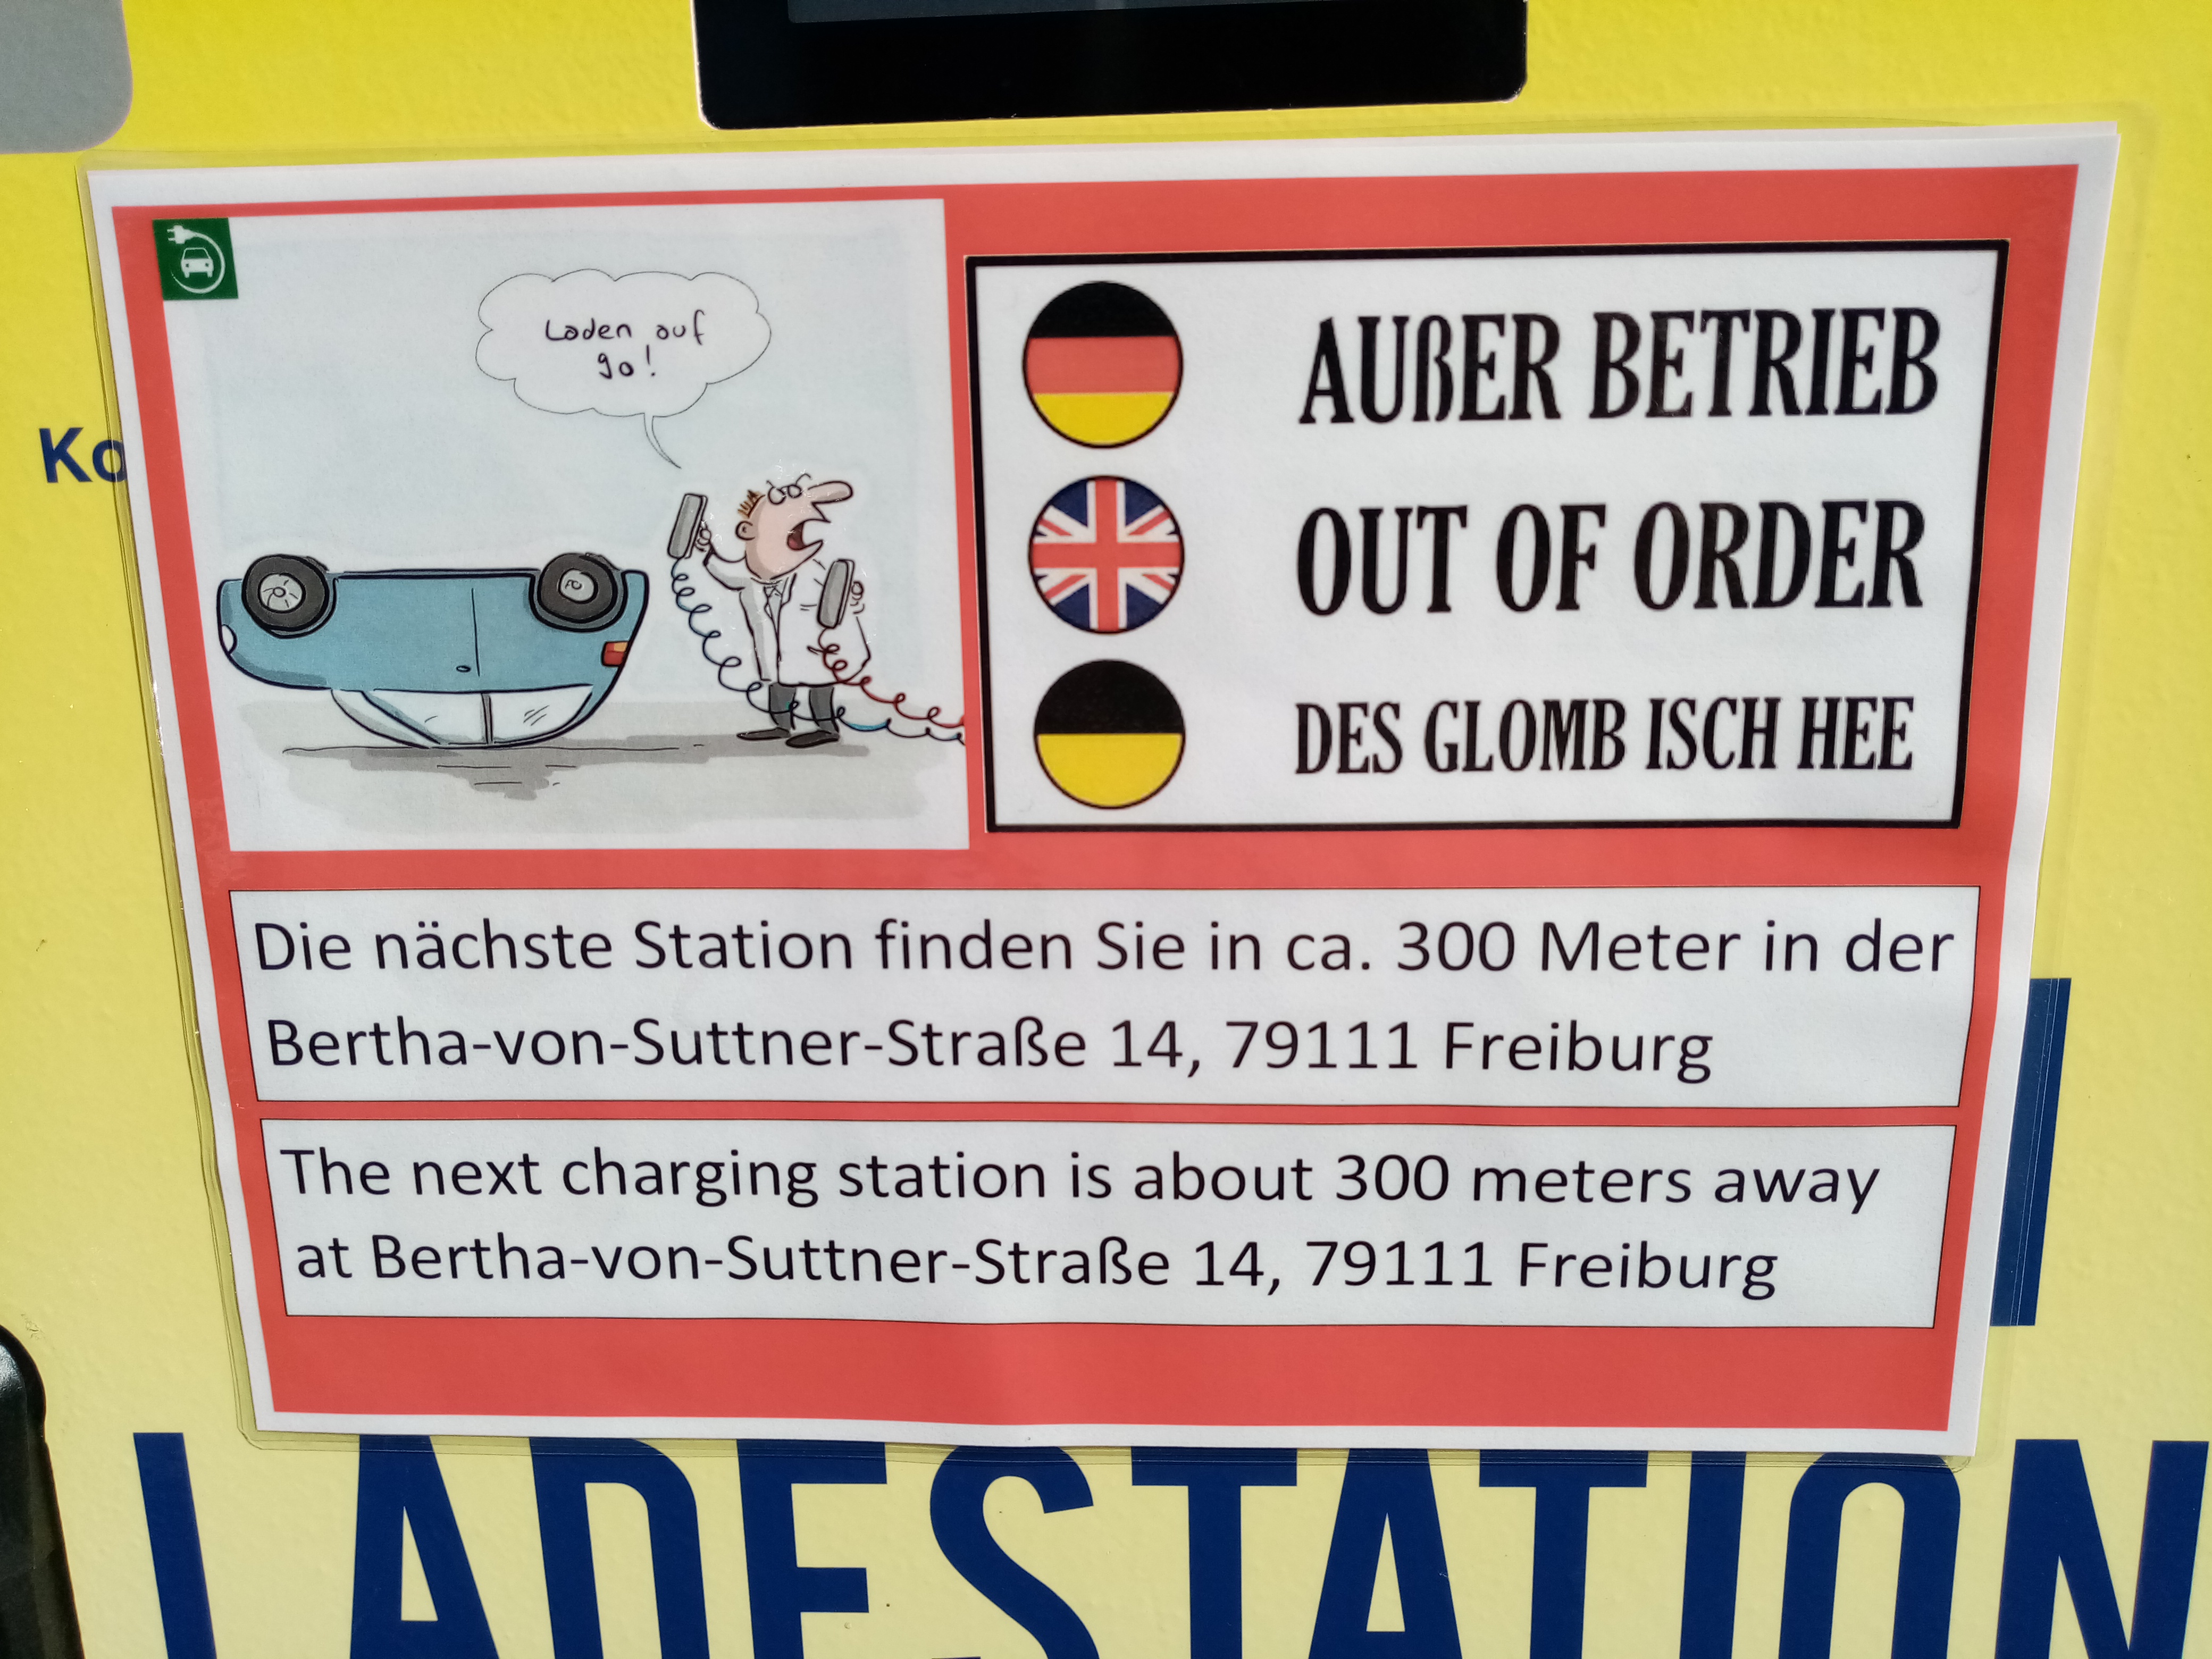 Ko
Laden auf
go!
AUßER BETRIEB
OUT OF ORDER
DES GLOMB ISCH HEE
Die nächste Station finden Sie in ca. 300 Meter in der
Bertha-von-Suttner-Straße 14, 79111 Freiburg
The next charging station is about 300 meters away
at Bertha-von-Suttner-Straße 14, 79111 Freiburg
LADESTATION